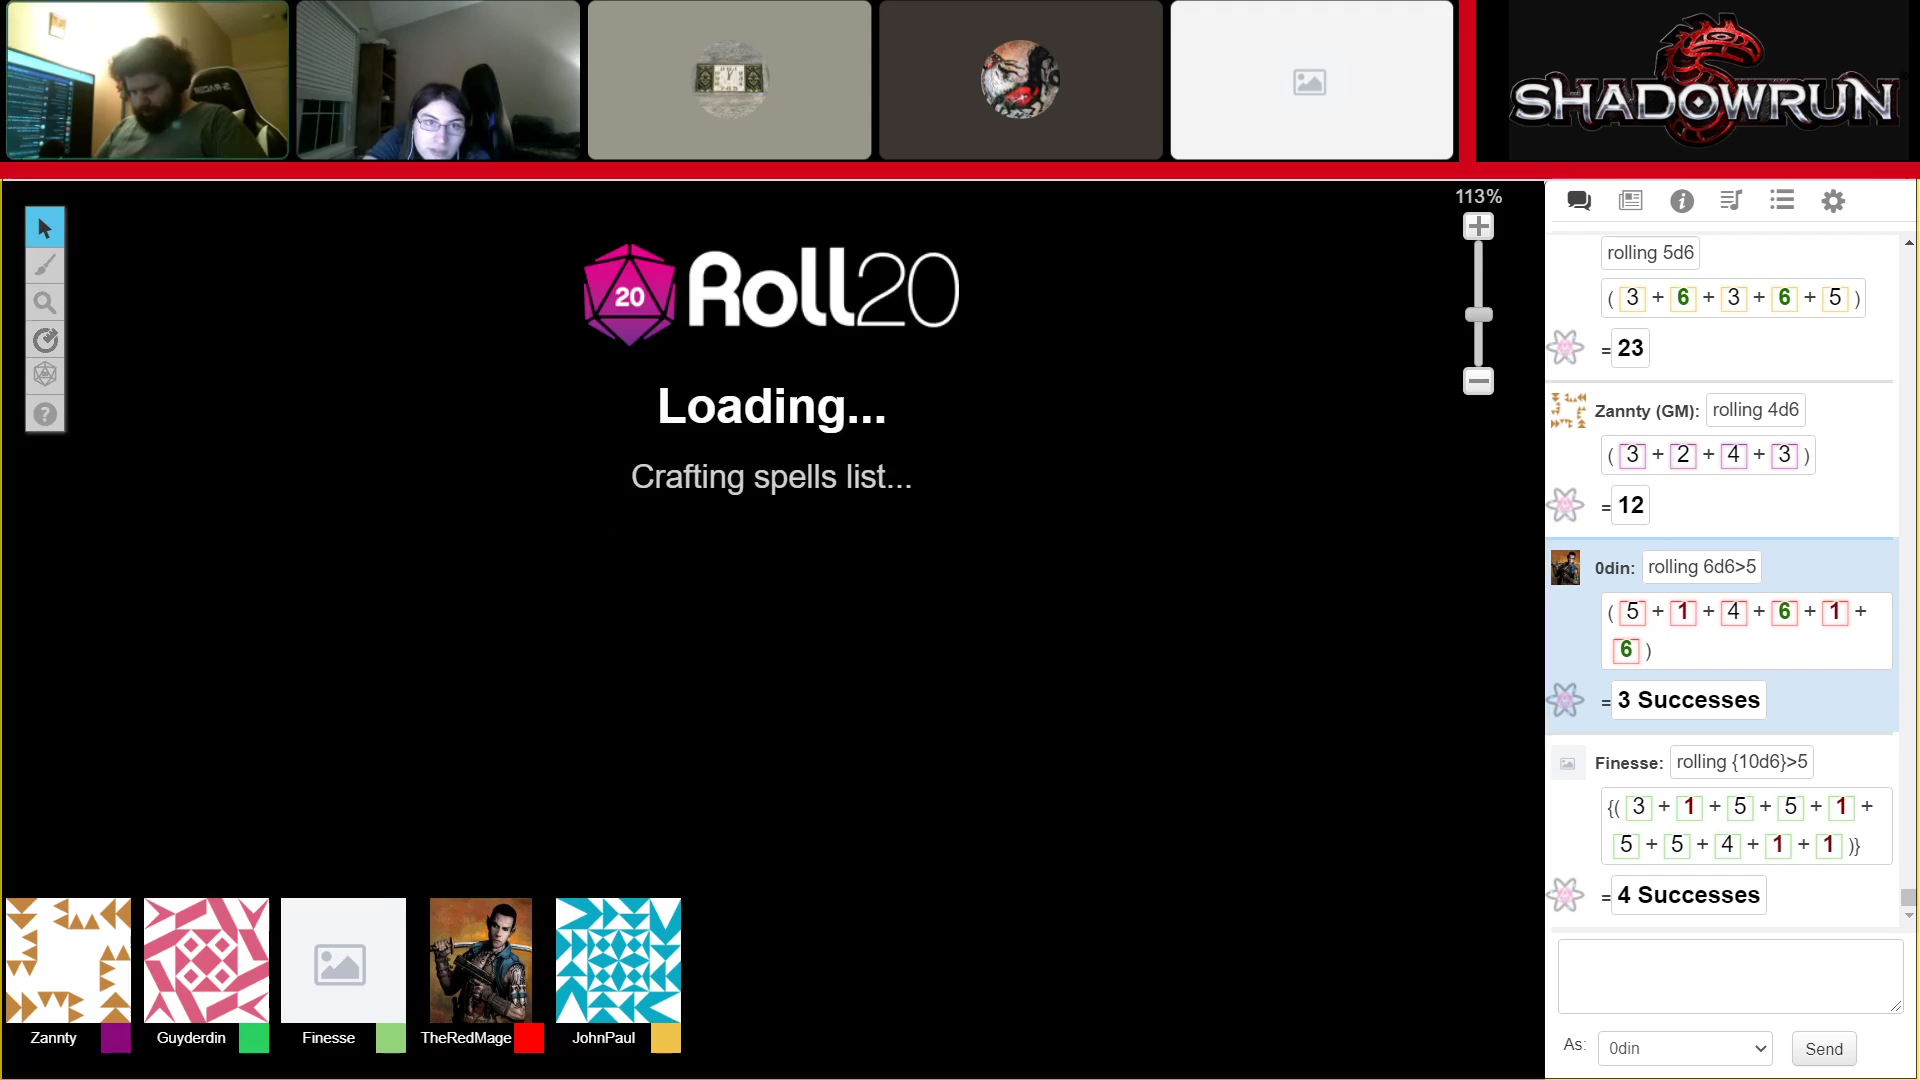 SHADOWRUN
113%
20 Roll20
Loading...
Crafting spells list...
rolling 5d6
( 3 + 6 + 3 + 6 + 5 )
= 23
Zannty (GM): rolling 4d6
( 3 + 2 + 4 + 3 )
= 12
0din: rolling 6d6>5
( 5 + 1 + 4 + 6 + 1 +
6 )
= 3 Successes
Finesse: rolling {10d6}>5
{( 3 + 1 + 5 + 5 + 1 +
5 + 5 + 4 + 1 + 1 )}
= 4 Successes
As: 0din Send
Zannty Guyderdin Finesse TheRedMage JohnPaul